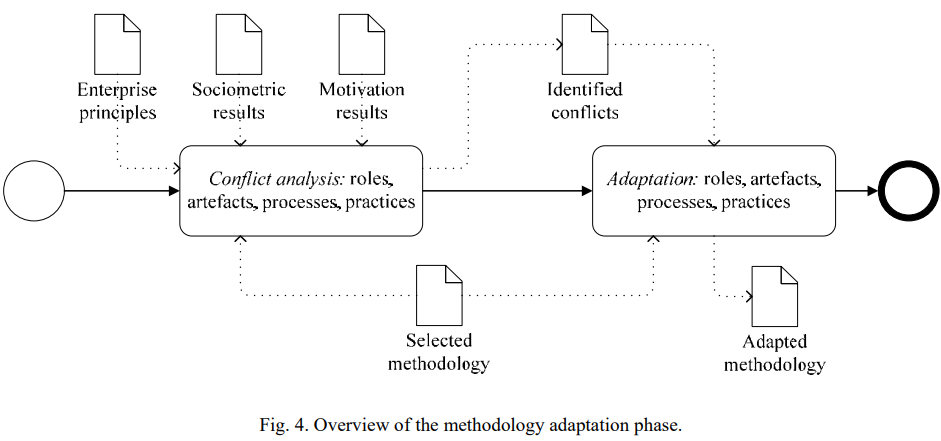 Enterprise
principles
Sociometric
results
Motivation
results
Identified
conflicts
Conflict analysis: roles,
artefacts, processes, practices
Adaptation: roles, artefacts,
processes, practices
Selected
methodology
Adapted
methodology
Fig. 4. Overview of the methodology adaptation phase.